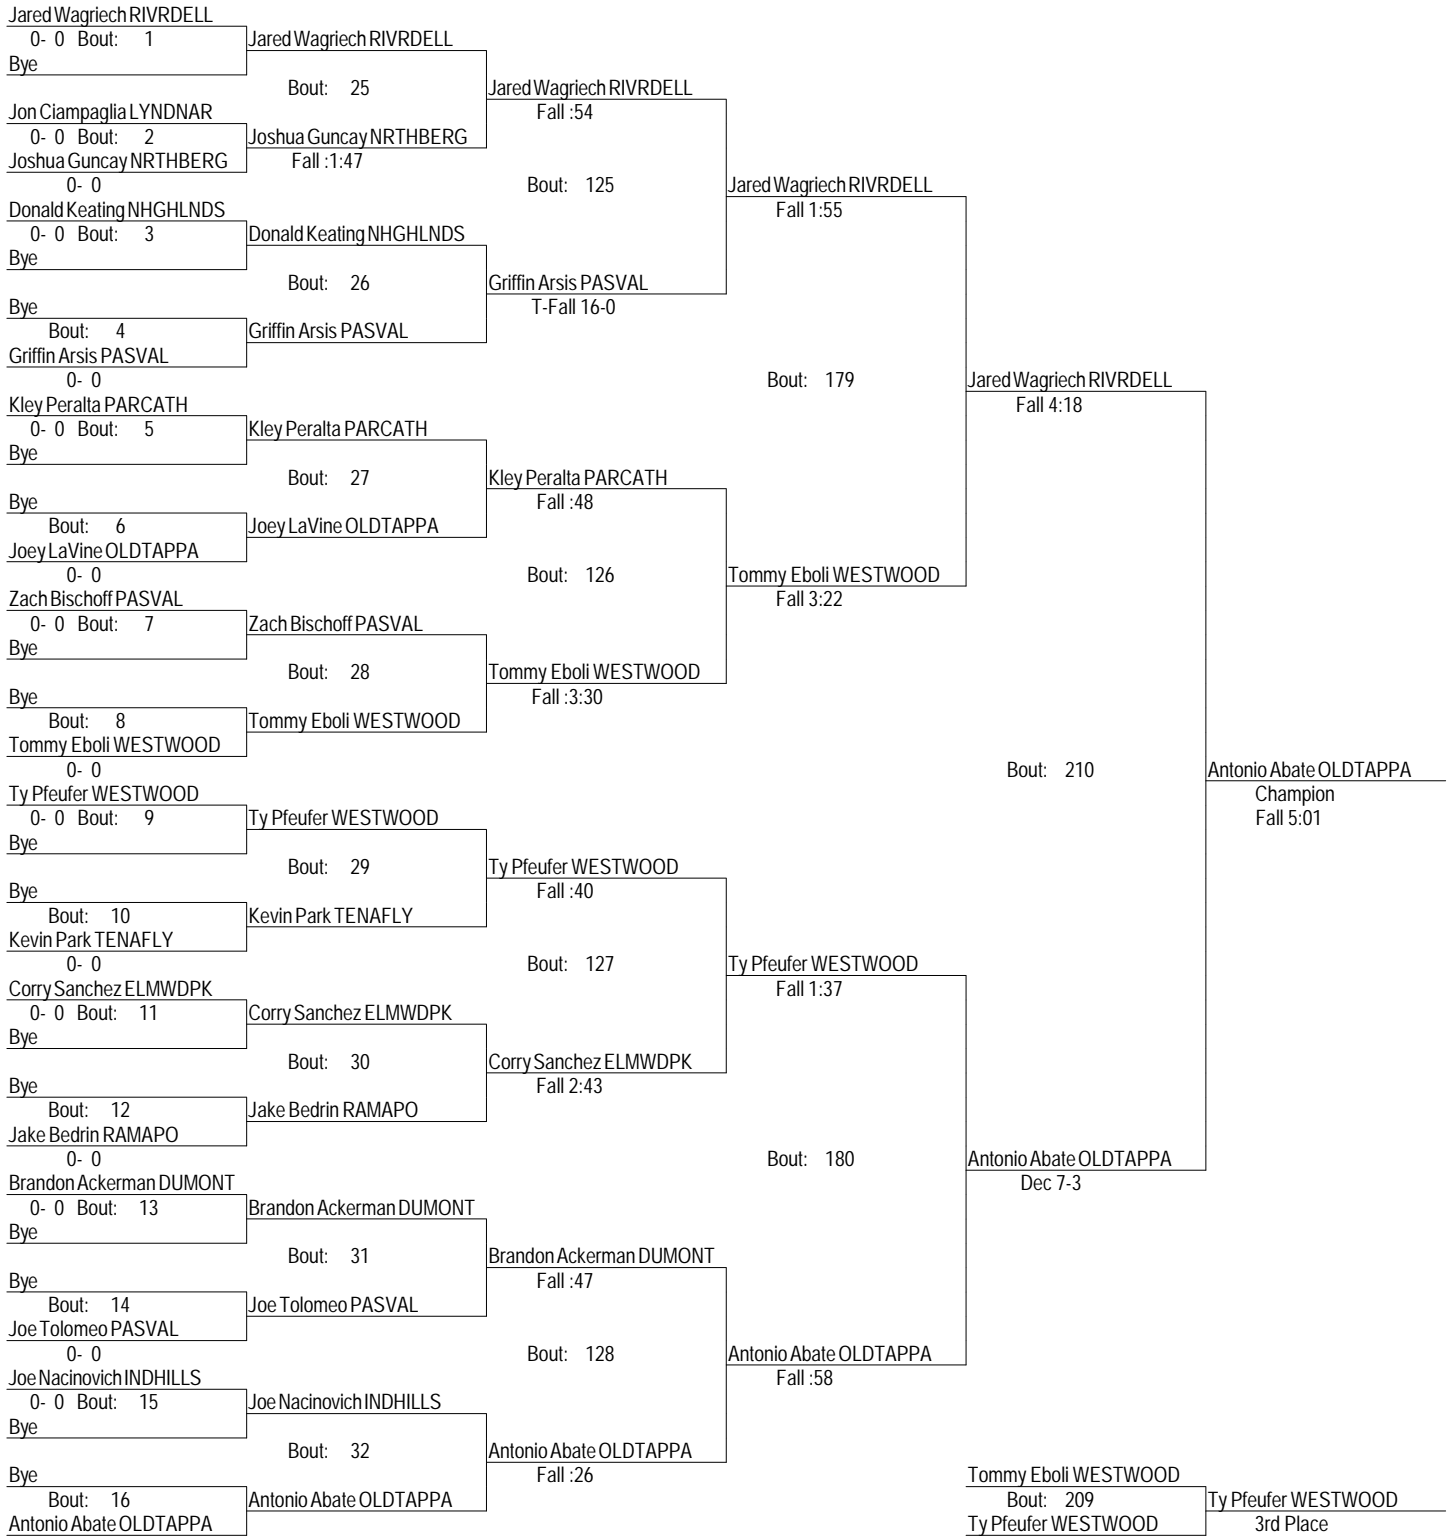 Jared Wagriech RIVRDELL
0- 0 Bout: 1
Bye
Jon Ciampaglia LYNDNAR
0- 0 Bout: 2
Joshua Guncay NRTHBERG
0- 0
Donald Keating NHGHLNDS
0- 0 Bout: 3
Bye
Bye
Bout: 4
Griffin Arsis PASVAL
0- 0
Kley Peralta PARCATH
0- 0 Bout: 5
Bye
Bye
Bout: 6
Joey LaVine OLDTAPPA
0- 0
Zach Bischoff PASVAL
0- 0 Bout: 7
Bye
Bye
Bout: 8
Tommy Eboli WESTWOOD
0- 0
Ty Pfeufer WESTWOOD
0- 0 Bout: 9
Bye
Bye
Bout: 10
Kevin Park TENAFLY
0- 0
Corry Sanchez ELMWDPK
0- 0 Bout: 11
Bye
Bye
Bout: 12
Jake Bedrin RAMAPO
0- 0
Brandon Ackerman DUMONT
0- 0 Bout: 13
Bye
Bye
Bout: 14
Joe Tolomeo PASVAL
0- 0
Joe Nacinovich INDHILLS
0- 0 Bout: 15
Bye
Bye
Bout: 16
Antonio Abate OLDTAPPA
Jared Wagriech RIVRDELL
Bout: 25
Joshua Guncay NRTHBERG
Fall :1:47
Donald Keating NHGHLNDS
Bout: 26
Griffin Arsis PASVAL
Kley Peralta PARCATH
Bout: 27
Joey LaVine OLDTAPPA
Zach Bischoff PASVAL
Bout: 28
Tommy Eboli WESTWOOD
Ty Pfeufer WESTWOOD
Bout: 29
Kevin Park TENAFLY
Corry Sanchez ELMWDPK
Bout: 30
Jake Bedrin RAMAPO
Brandon Ackerman DUMONT
Bout: 31
Joe Tolomeo PASVAL
Joe Nacinovich INDHILLS
Bout: 32
Antonio Abate OLDTAPPA
Jared Wagriech RIVRDELL
Fall :54
Bout: 125
Griffin Arsis PASVAL
T-Fall 16-0
Kley Peralta PARCATH
Fall :48
Bout: 126
Tommy Eboli WESTWOOD
Fall :3:30
Ty Pfeufer WESTWOOD
Fall :40
Bout: 127
Corry Sanchez ELMWDPK
Fall 2:43
Brandon Ackerman DUMONT
Fall :47
Bout: 128
Antonio Abate OLDTAPPA
Fall :26
Jared Wagriech RIVRDELL
Fall 1:55
Bout: 179
Tommy Eboli WESTWOOD
Fall 3:22
Ty Pfeufer WESTWOOD
Fall 1:37
Bout: 180
Antonio Abate OLDTAPPA
Fall :58
Jared Wagriech RIVRDELL
Fall 4:18
Bout: 210
Antonio Abate OLDTAPPA
Dec 7-3
Antonio Abate OLDTAPPA
Champion
Fall 5:01
Tommy Eboli WESTWOOD
Bout: 209
Ty Pfeufer WESTWOOD
Ty Pfeufer WESTWOOD
3rd Place